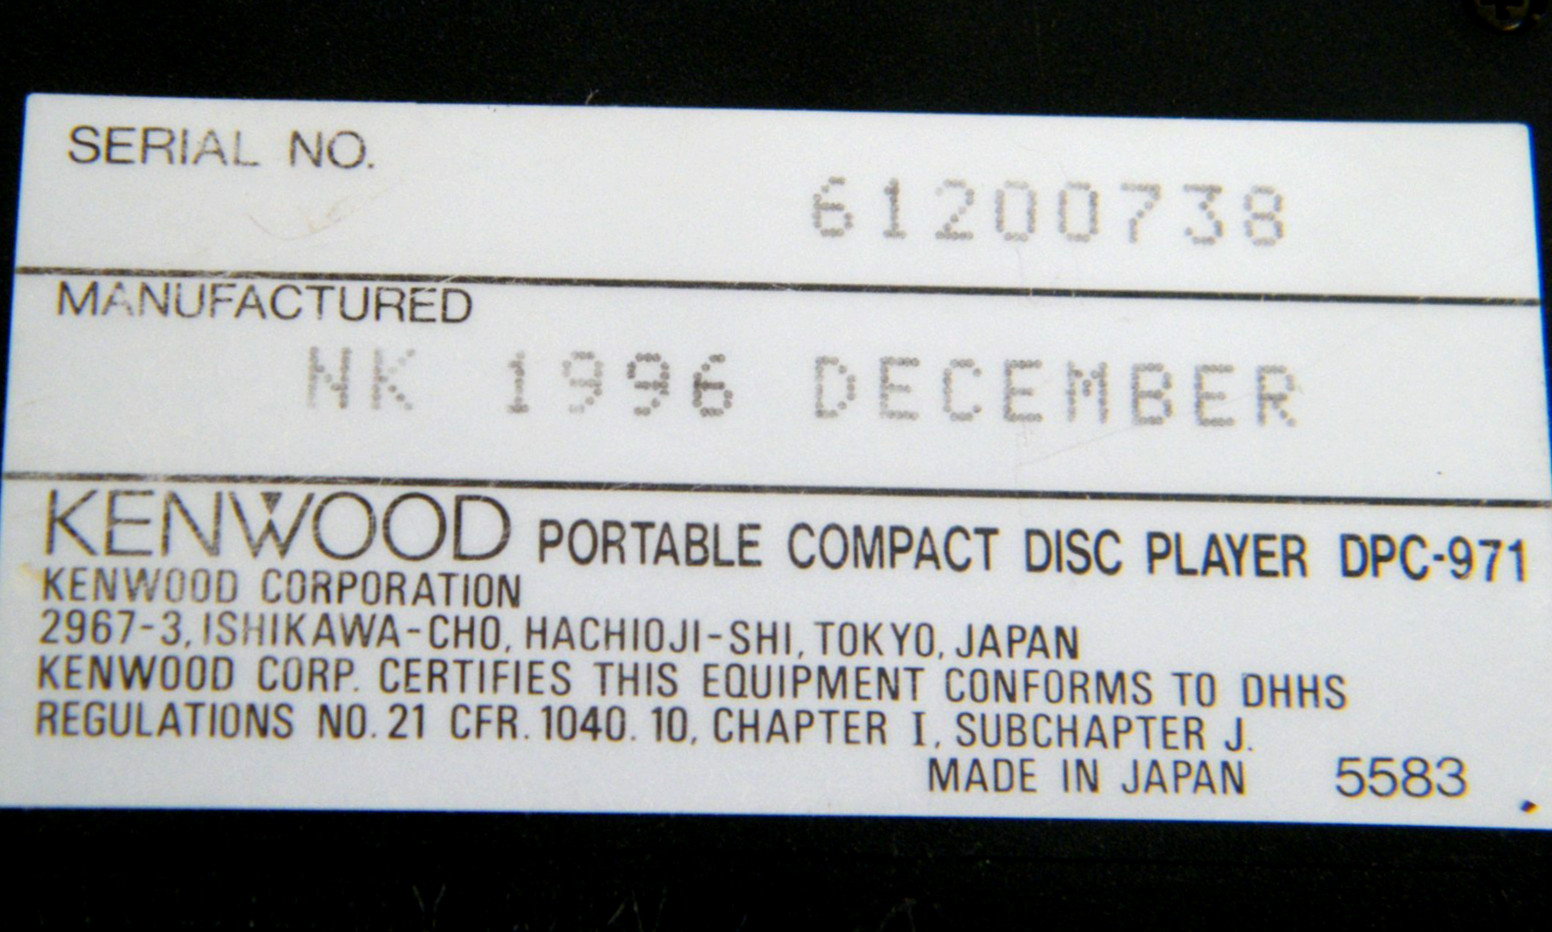 SERIAL NO.
61200738
MANUFACTURED
NK 1996 DECEMBER
KENWOOD PORTABLE COMPACT DISC PLAYER DPC-971
KENWOOD CORPORATION
2967-3, ISHIKAWA-CHO, HACHIOJI-SHI, TOKYO, JAPAN
KENWOOD CORP. CERTIFIES THIS EQUIPMENT CONFORMS TO DHHS
REGULATIONS NO. 21 CFR. 1040. 10, CHAPTER I, SUBCHAPTER J.
MADE IN JAPAN 5583